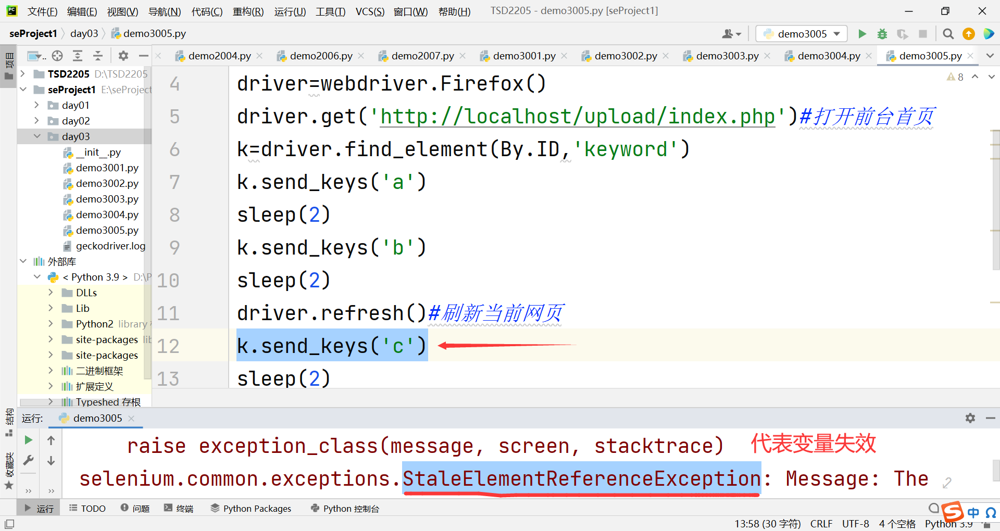 文件(F) 编辑(E) 视图(V) 导航(N) 代码(C) 重构(R) 运行(U) 工具(T) VCS(S) 窗口(W) 帮助(H) TSD2205 - demo3005.py [seProject1]
seProject1 day03 demo3005.py demo3005
demo2004.py demo2006.py demo2007.py demo3001.py demo3002.py demo3003.py demo3004.py demo3005.py
项目
TSD2205 D:\TSD2205
seProject1 E:\seProject
day01
day02
day03
__init__.py
demo3001.py
demo3002.py
demo3003.py
demo3004.py
demo3005.py
geckodriver.log
外部库
< Python 3.9 > D:\P
DLLs
Lib
Python2 library
site-packages lib
site-packages
二进制框架
扩展定义
Typeshed 存根
8
4 driver=webdriver.Firefox()
5 driver.get('http://localhost/upload/index.php')#打开前台首页
6 k=driver.find_element(By.ID,'keyword')
7 k.send_keys('a')
8 sleep(2)
9 k.send_keys('b')
10 sleep(2)
11 driver.refresh()#刷新当前网页
12 k.send_keys('c')
13 sleep(2)
结构
收藏夹
运行: demo3005
raise exception_class(message, screen, stacktrace) 代表变量失效
selenium.common.exceptions.StaleElementReferenceException: Message: The
运行 TODO 问题 终端 Python Packages Python 控制台
中
13:58 (30 字符) CRLF UTF-8 4 个空格 Python 3.9